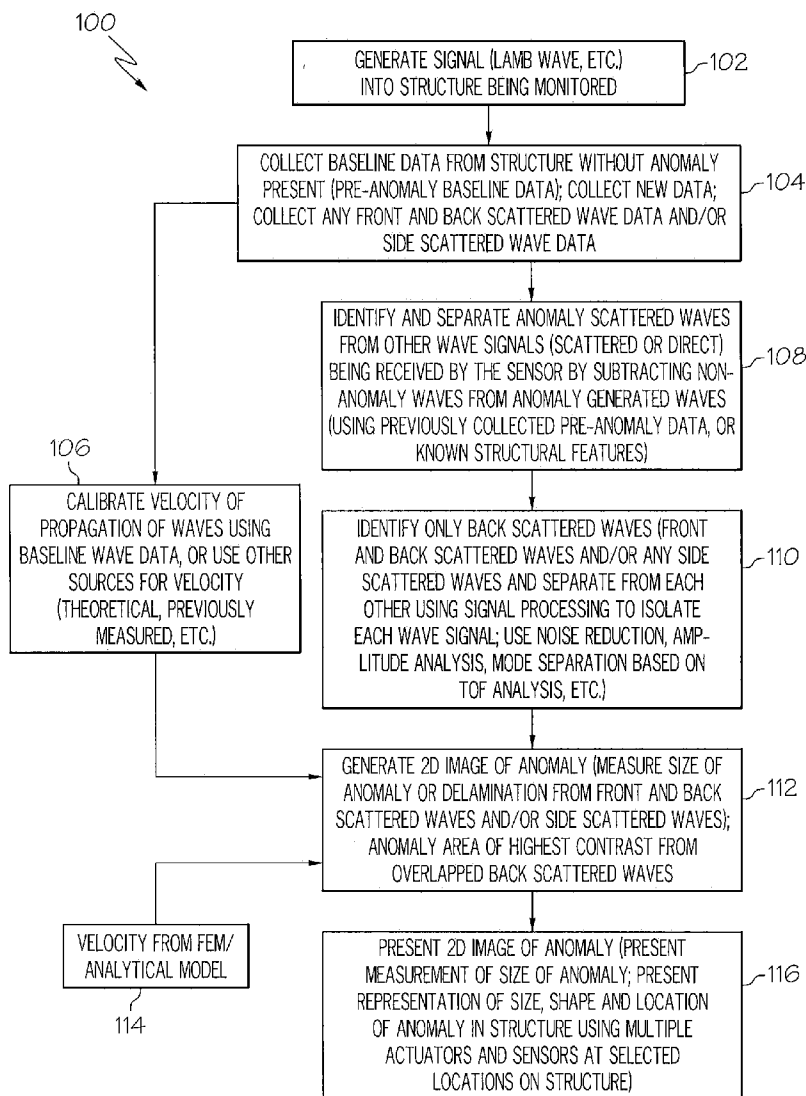 100
GENERATE SIGNAL (LAMB WAVE, ETC.)
INTO STRUCTURE BEING MONITORED
102
COLLECT BASELINE DATA FROM STRUCTURE WITHOUT ANOMALY
PRESENT (PRE-ANOMALY BASELINE DATA); COLLECT NEW DATA;
COLLECT ANY FRONT AND BACK SCATTERED WAVE DATA AND/OR
SIDE SCATTERED WAVE DATA
104
IDENTIFY AND SEPARATE ANOMALY SCATTERED WAVES
FROM OTHER WAVE SIGNALS (SCATTERED OR DIRECT)
BEING RECEIVED BY THE SENSOR BY SUBTRACTING NON-
ANOMALY WAVES FROM ANOMALY GENERATED WAVES
(USING PREVIOUSLY COLLECTED PRE-ANOMALY DATA, OR
KNOWN STRUCTURAL FEATURES)
108
106
CALIBRATE VELOCITY OF
PROPAGATION OF WAVES USING
BASELINE WAVE DATA, OR USE OTHER
SOURCES FOR VELOCITY
(THEORETICAL, PREVIOUSLY
MEASURED, ETC.)
IDENTIFY ONLY BACK SCATTERED WAVES (FRONT
AND BACK SCATTERED WAVES AND/OR ANY SIDE
SCATTERED WAVES AND SEPARATE FROM EACH
OTHER USING SIGNAL PROCESSING TO ISOLATE
EACH WAVE SIGNAL; USE NOISE REDUCTION, AMP-
LITUDE ANALYSIS, MODE SEPARATION BASED ON
TOF ANALYSIS, ETC.)
110
GENERATE 2D IMAGE OF ANOMALY (MEASURE SIZE OF
ANOMALY OR DELAMINATION FROM FRONT AND BACK
SCATTERED WAVES AND/OR SIDE SCATTERED WAVES);
ANOMALY AREA OF HIGHEST CONTRAST FROM
OVERLAPPED BACK SCATTERED WAVES
112
VELOCITY FROM FEM/
ANALYTICAL MODEL
114
PRESENT 2D IMAGE OF ANOMALY (PRESENT
MEASUREMENT OF SIZE OF ANOMALY; PRESENT
REPRESENTATION OF SIZE, SHAPE AND LOCATION
OF ANOMALY IN STRUCTURE USING MULTIPLE
ACTUATORS AND SENSORS AT SELECTED
LOCATIONS ON STRUCTURE)
116